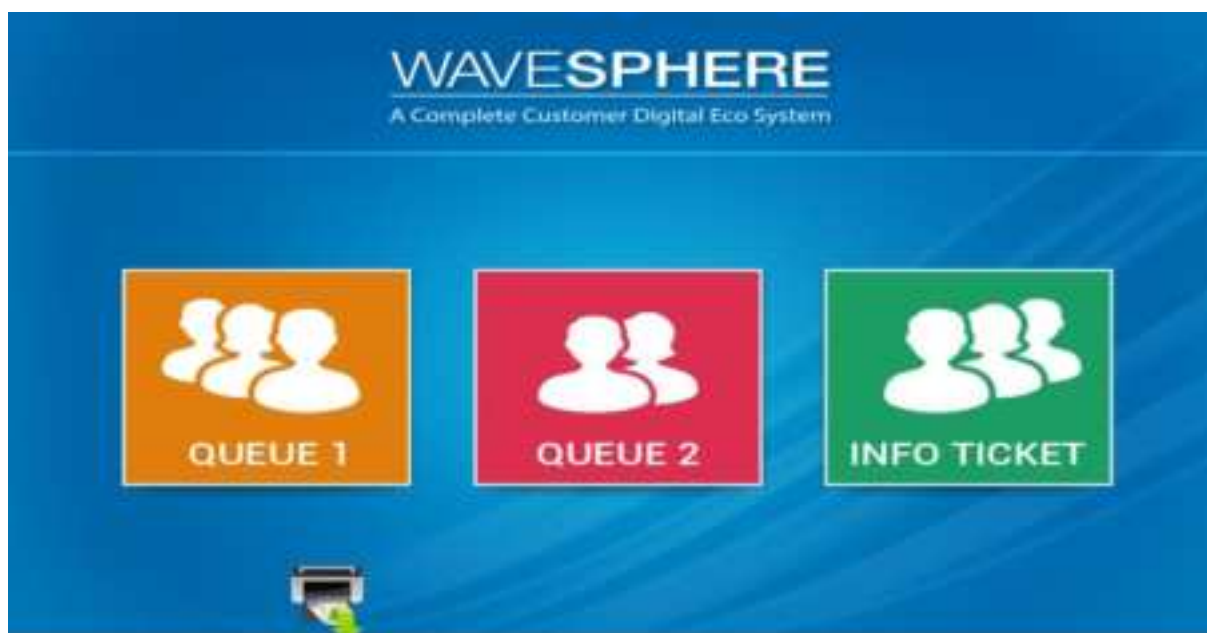 WAVESPHERE
A Complete Customer Digital Eco System
QUEUE 1
QUEUE 2
INFO TICKET